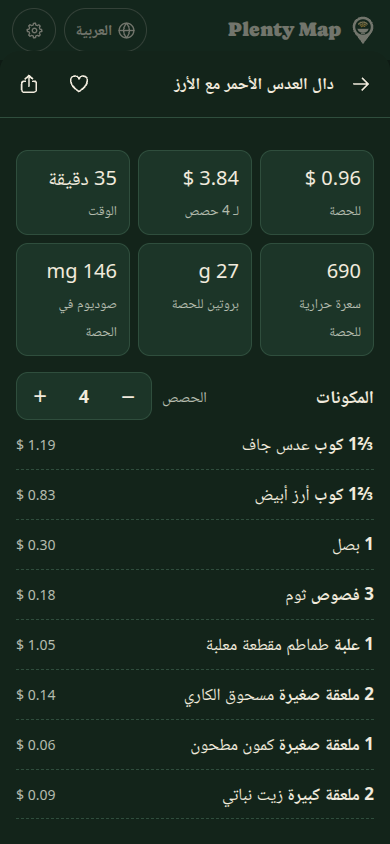 Plenty Map
العربية
دال العدس الأحمر مع الأرز
$ 0.96
للحصة
$ 3.84
لـ 4 حصص
35 دقيقة
الوقت
690
سعرة حرارية للحصة
27 g
بروتين للحصة
146 mg
صوديوم في الحصة
المكونات
الحصص
− 4 +
1⅔ كوب عدس جاف $ 1.19
1⅔ كوب أرز أبيض $ 0.83
1 بصل $ 0.30
3 فصوص ثوم $ 0.18
1 علبة طماطم مقطعة معلبة $ 1.05
2 ملعقة صغيرة مسحوق الكاري $ 0.14
1 ملعقة صغيرة كمون مطحون $ 0.06
2 ملعقة كبيرة زيت نباتي $ 0.09